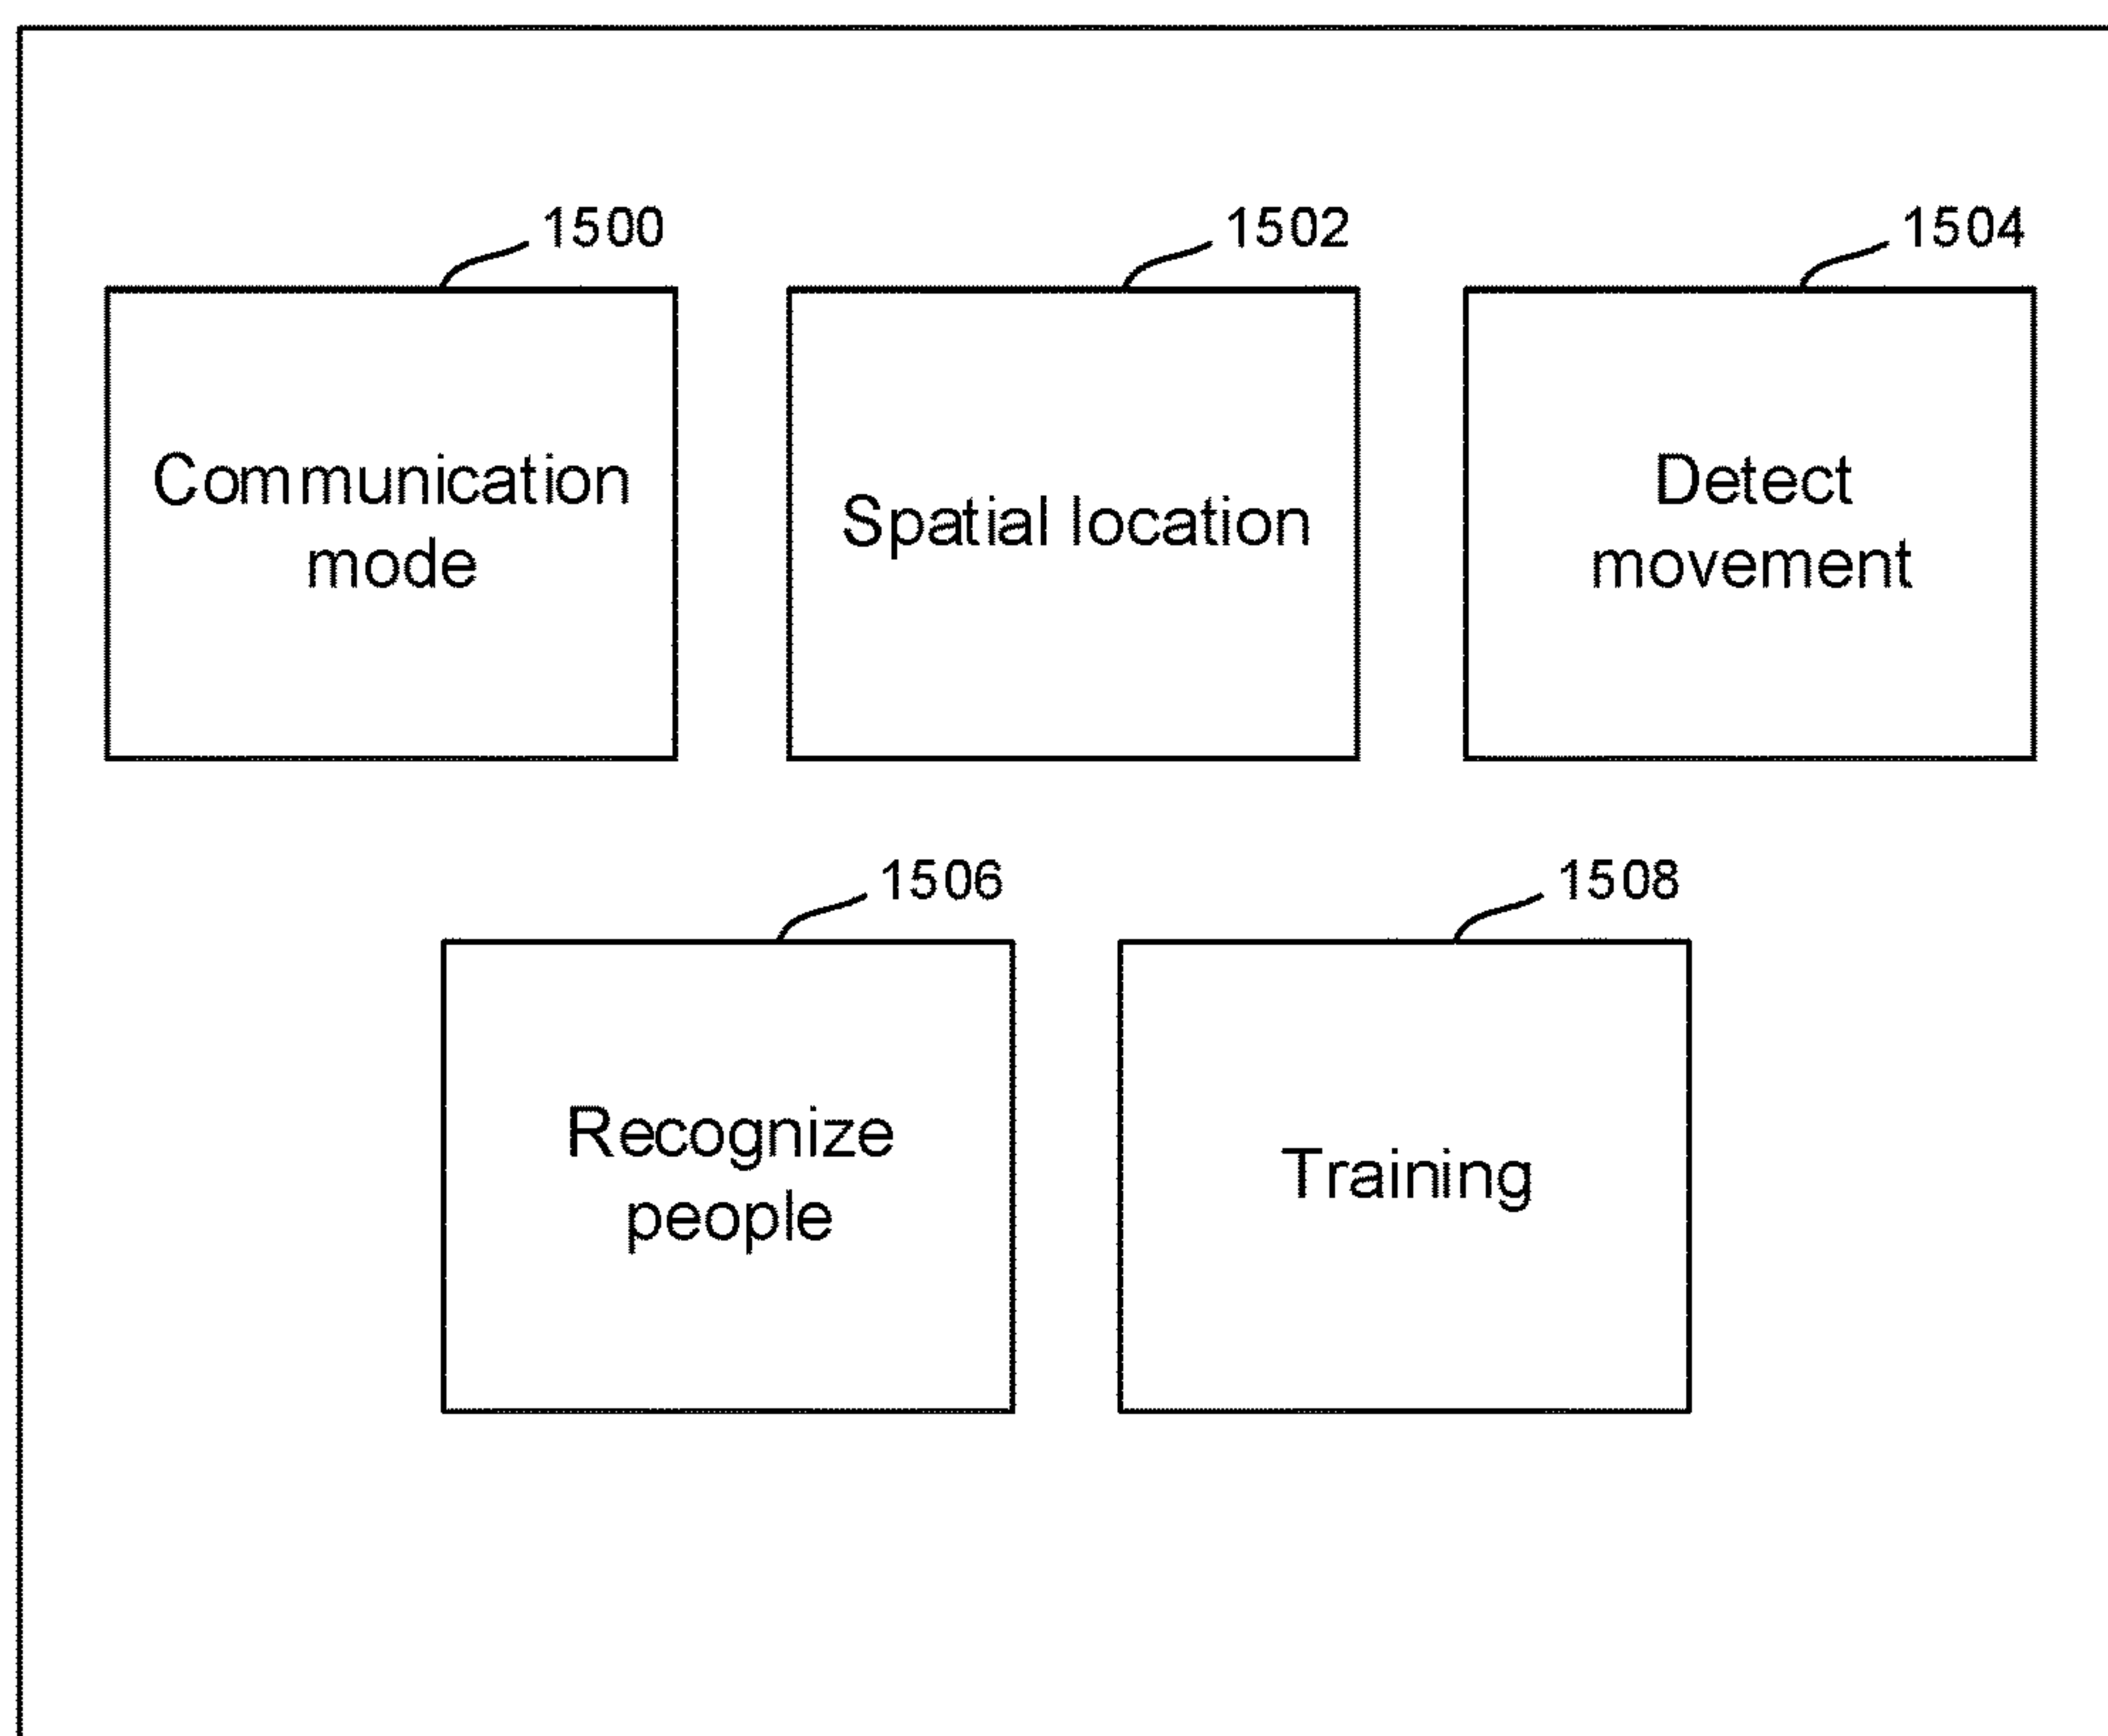 1500
1502
1504
Communication
mode
Spatial location
Detect
movement
1506
1508
Recognize
people
Training